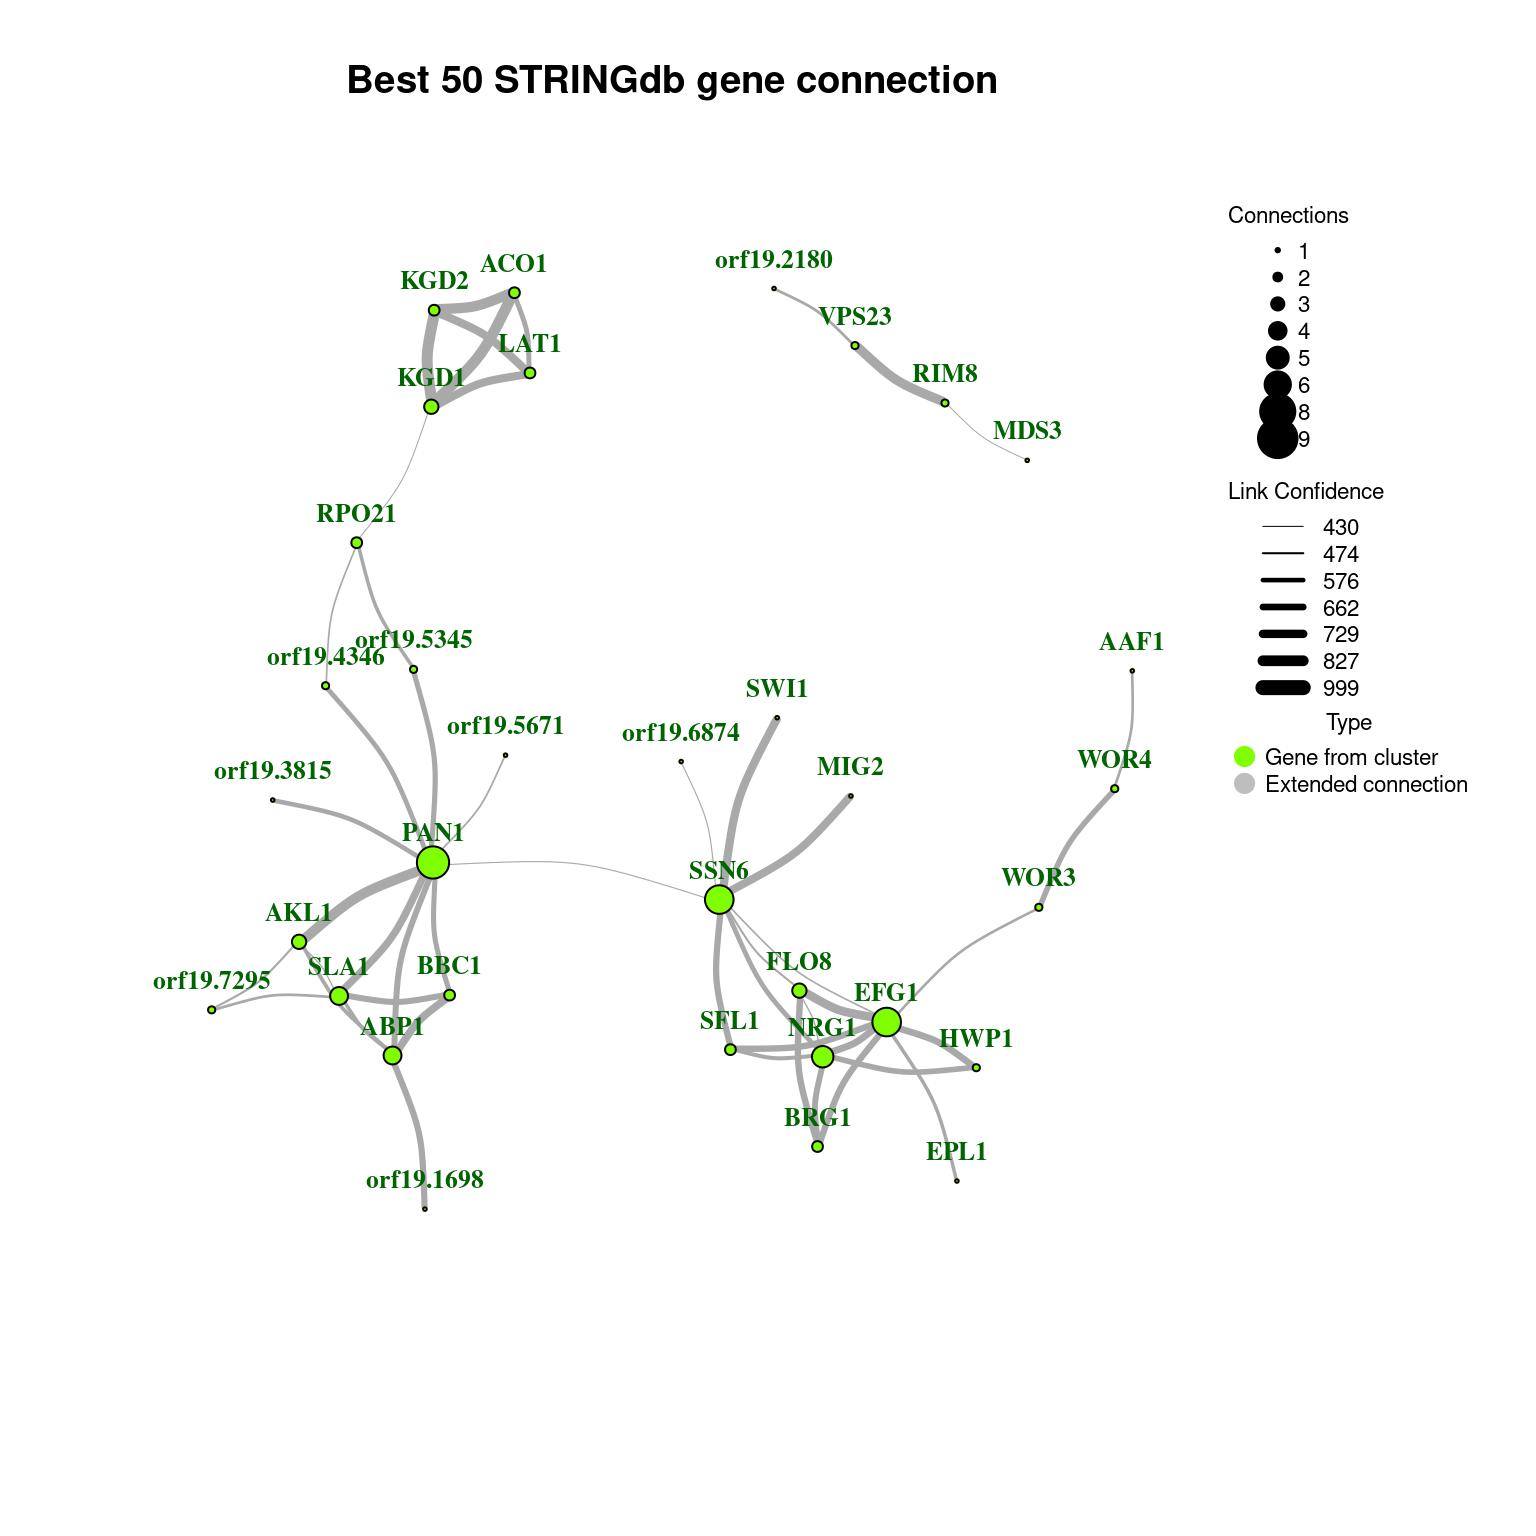 Best 50 STRINGdb gene connection
Connections
1
2
3
4
5
6
8
9
Link Confidence
430
474
576
662
729
827
999
Type
Gene from cluster
Extended connection
ACO1
KGD2
LAT1
KGD1
orf19.2180
VPS23
RIM8
MDS3
RPO21
orf19.5345
orf19.4346
orf19.5671
orf19.3815
PAN1
AKL1
SLA1
BBC1
orf19.7295
ABP1
orf19.1698
SWI1
orf19.6874
MIG2
SSN6
AAF1
WOR4
WOR3
FLO8
EFG1
SFL1
NRG1
HWP1
BRG1
EPL1